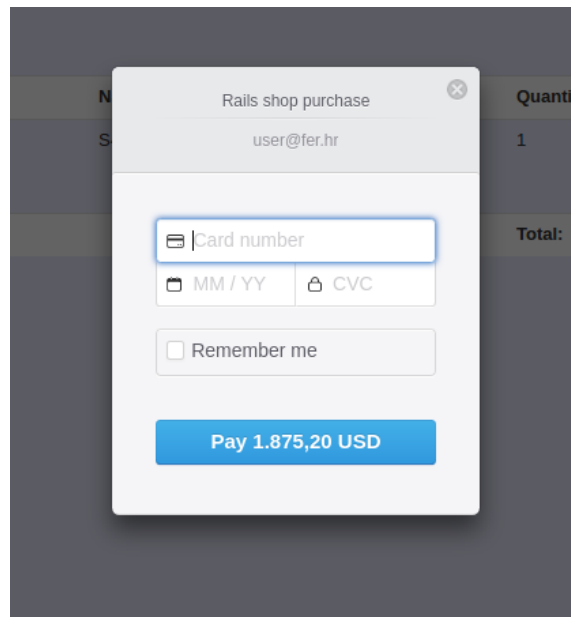 Rails shop purchase
user@fer.hr
Quanti
1
Card number
MM / YY CVC
Total:
Remember me
Pay 1.875,20 USD